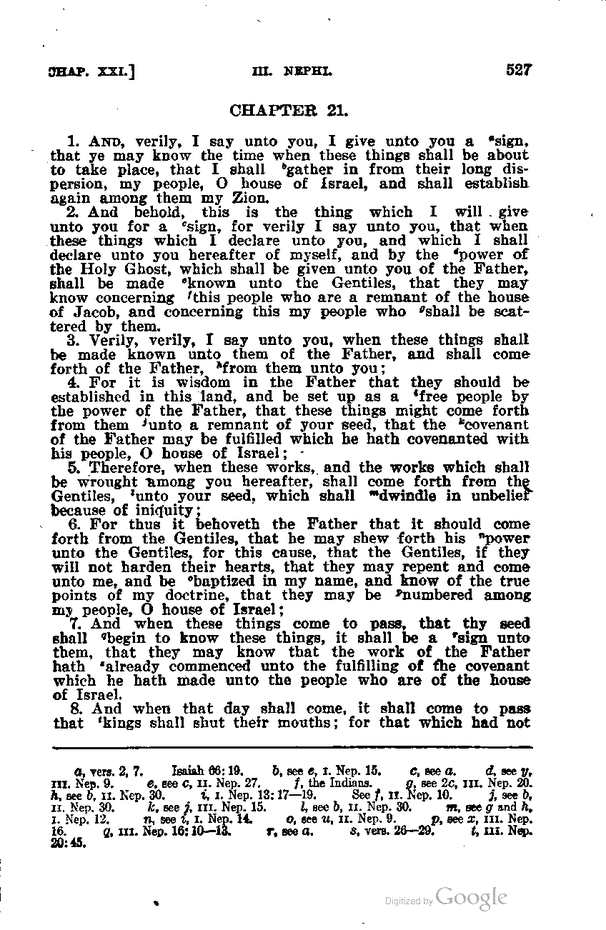 CHAP. XXI.] III. NEPHI. 527
CHAPTER 21.
1. AND, verily, I say unto you, I give unto you a ᵃsign,
that ye may know the time when these things shall be about
to take place, that I shall ᵇgather in from their long dis-
persion, my people, O house of Israel, and shall establish
again among them my Zion.
2. And behold, this is the thing which I will give
unto you for a ᶜsign, for verily I say unto you, that when
these things which I declare unto you, and which I shall
declare unto you hereafter of myself, and by the ᵈpower of
the Holy Ghost, which shall be given unto you of the Father,
shall be made ᵉknown unto the Gentiles, that they may
know concerning ᶠthis people who are a remnant of the house
of Jacob, and concerning this my people who ᵍshall be scat-
tered by them.
3. Verily, verily, I say unto you, when these things shall
be made known unto them of the Father, and shall come
forth of the Father, ʰfrom them unto you;
4. For it is wisdom in the Father that they should be
established in this land, and be set up as a ⁱfree people by
the power of the Father, that these things might come forth
from them ʲunto a remnant of your seed, that the ᵏcovenant
of the Father may be fulfilled which he hath covenanted with
his people, O house of Israel;
5. Therefore, when these works, and the works which shall
be wrought among you hereafter, shall come forth from the
Gentiles, ˡunto your seed, which shall ᵐdwindle in unbelief
because of iniquity;
6. For thus it behoveth the Father that it should come
forth from the Gentiles, that he may shew forth his ⁿpower
unto the Gentiles, for this cause, that the Gentiles, if they
will not harden their hearts, that they may repent and come
unto me, and be ᵒbaptized in my name, and know of the true
points of my doctrine, that they may be ᵖnumbered among
my people, O house of Israel;
7. And when these things come to pass, that thy seed
shall ᑫbegin to know these things, it shall be a ʳsign unto
them, that they may know that the work of the Father
hath ˢalready commenced unto the fulfilling of the covenant
which he hath made unto the people who are of the house
of Israel.
8. And when that day shall come, it shall come to pass
that ᵗkings shall shut their mouths; for that which had not
a, vers. 2, 7. Isaiah 66:19. b, see e, I. Nep. 15. c, see a. d, see y,
III. Nep. 9. e, see c, II. Nep. 27. f, the Indians. g, see 2c, III. Nep. 20.
h, see b, II. Nep. 30. i, I. Nep. 13:17—19. See f, II. Nep. 10. j, see b,
II. Nep. 30. k, see j, III. Nep. 15. l, see b, II. Nep. 30. m, see g and h,
I. Nep. 12. n, see i, I. Nep. 14. o, see u, II. Nep. 9. p, see x, III. Nep.
16. q, III. Nep. 16:10—13. r, see a. s, vers. 26—29. t, III. Nep.
20:45.
Digitized by Google